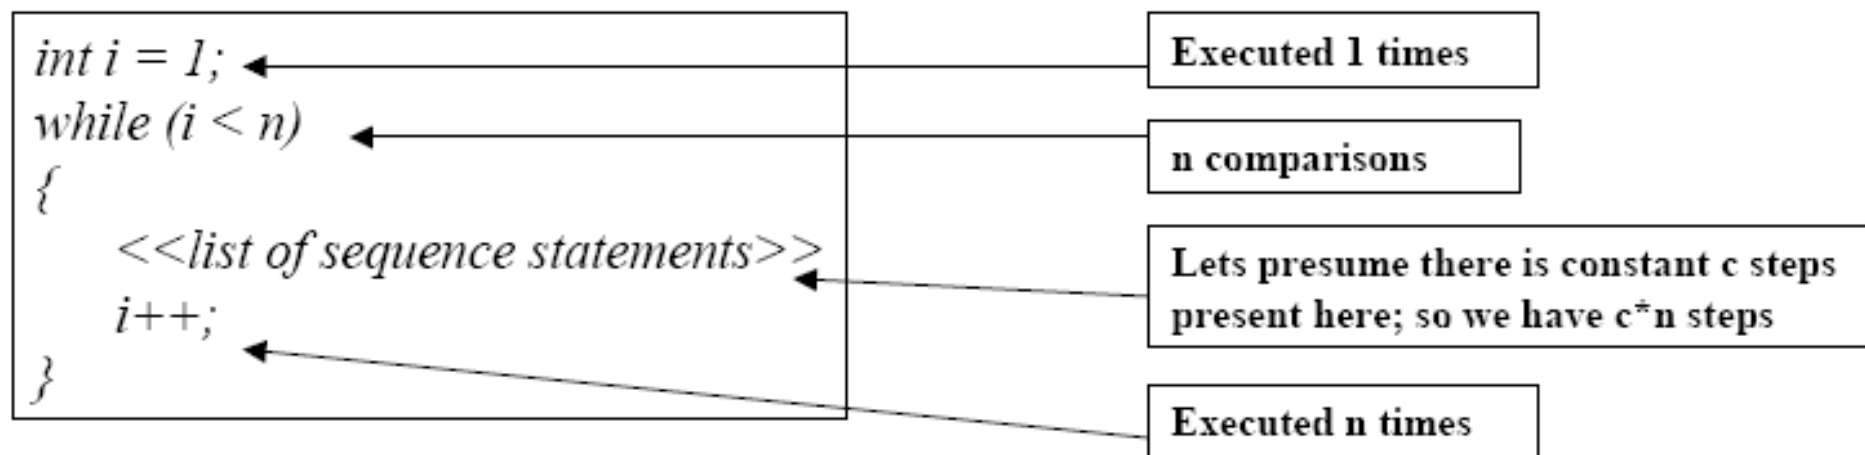 int i = 1;
while (i < n)
{
<<list of sequence statements>>
i++;
}
Executed 1 times
n comparisons
Lets presume there is constant c steps
present here; so we have c*n steps
Executed n times